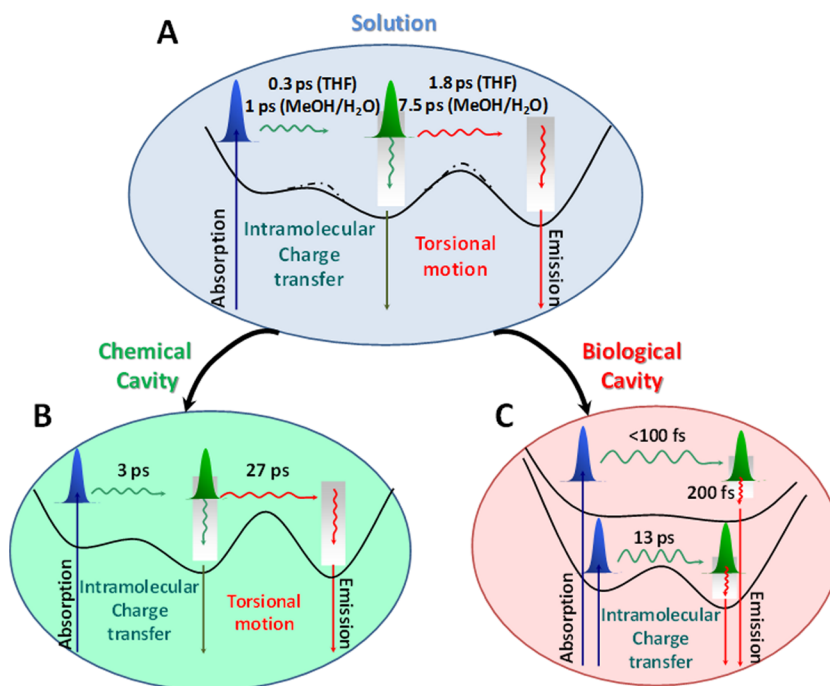 Solution
A
0.3 ps (THF)
1 ps (MeOH/H₂O)
1.8 ps (THF)
7.5 ps (MeOH/H₂O)
Absorption
Intramolecular
Charge
transfer
Torsional
motion
Emission
Chemical
Cavity
Biological
Cavity
B
3 ps
27 ps
Absorption
Intramolecular
Charge
transfer
Torsional
motion
Emission
C
<100 fs
200 fs
13 ps
Absorption
Intramolecular
Charge
transfer
Emission